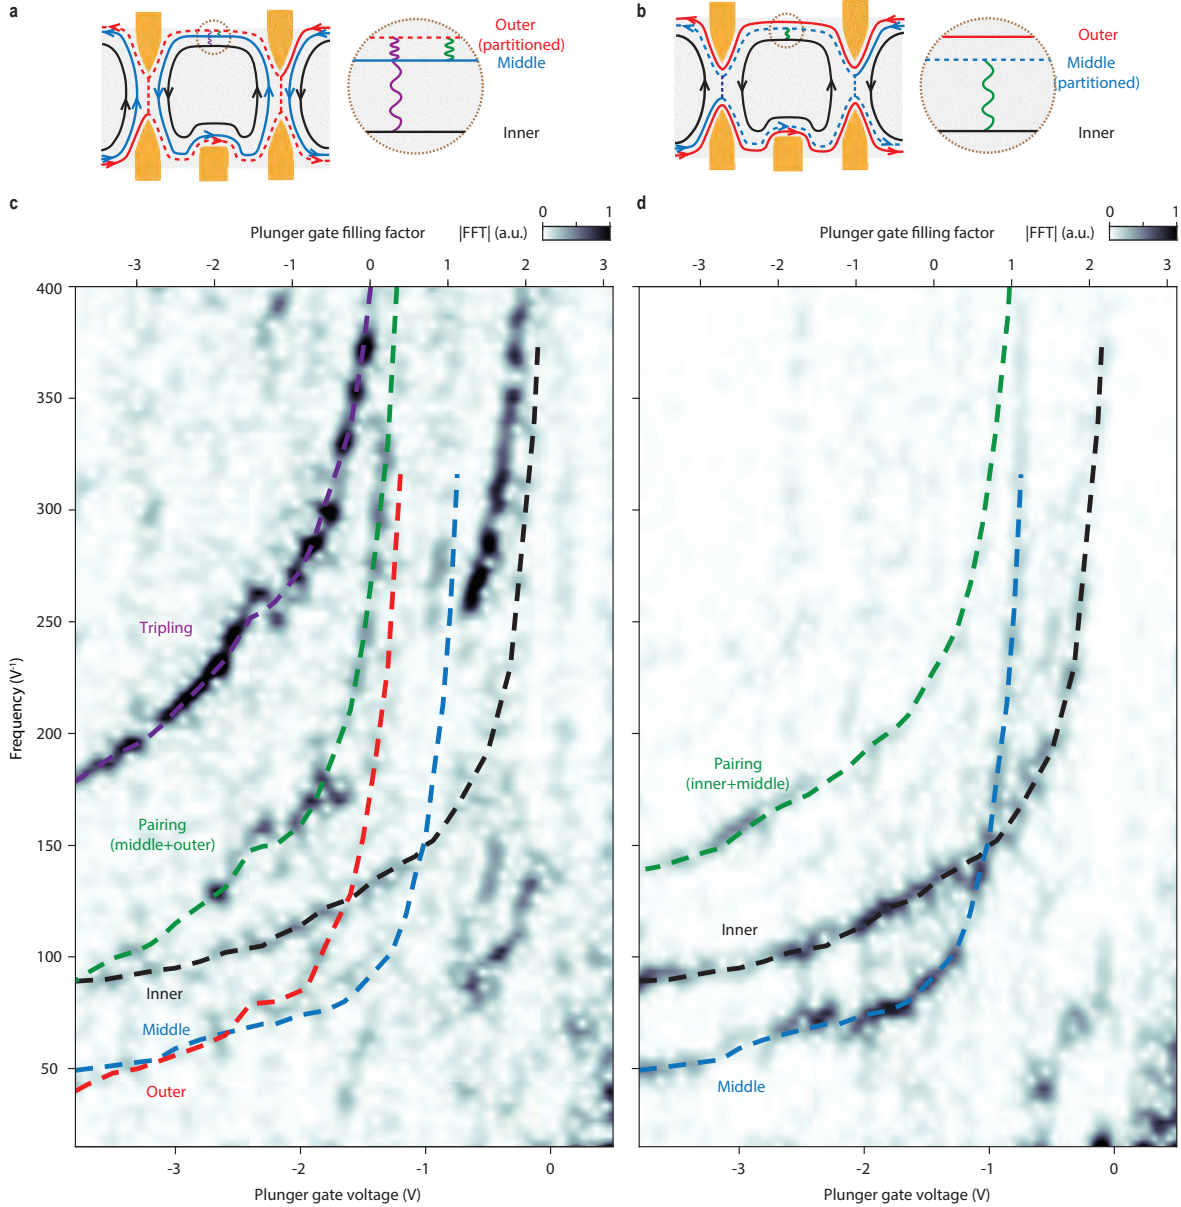 a
Outer
(partitioned)
Middle
Inner
b
Outer
Middle
(partitioned)
Inner
c
Plunger gate filling factor
|FFT| (a.u.)
0 1
-3 -2 -1 0 1 2 3
400
350
300
250
200
150
100
50
Frequency (V-1)
Tripling
Pairing
(middle+outer)
Inner
Middle
Outer
-3 -2 -1 0
Plunger gate voltage (V)
d
Plunger gate filling factor
|FFT| (a.u.)
0 1
-3 -2 -1 0 1 2 3
Pairing
(inner+middle)
Inner
Middle
-3 -2 -1 0
Plunger gate voltage (V)